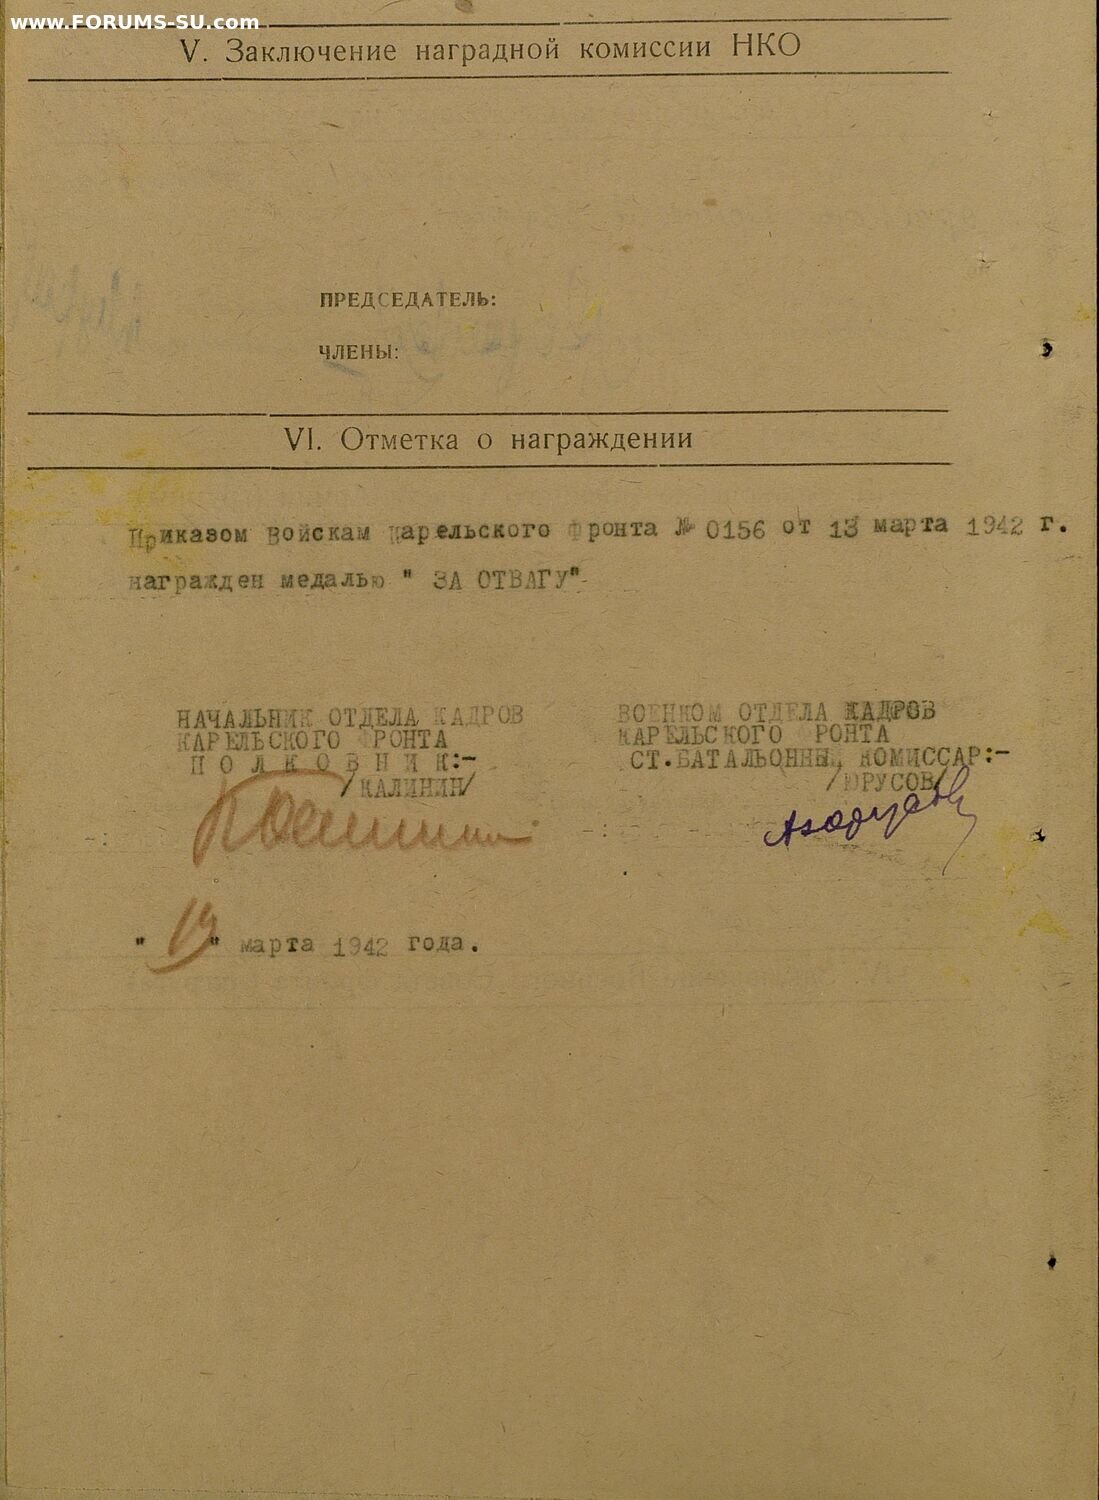 www.FORUMS-SU.com
V. Заключение наградной комиссии НКО
ПРЕДСЕДАТЕЛЬ:
ЧЛЕНЫ:
VI. Отметка о награждении
Приказом войскам Карельского фронта № 0156 от 13 марта 1942 г.
награжден медалью " ЗА ОТВАГУ"
НАЧАЛЬНИК ОТДЕЛА КАДРОВ
КАРЕЛЬСКОГО ФРОНТА
ПОЛКОВНИК:-
/КАЛИНИН/
ВОЕНКОМ ОТДЕЛА КАДРОВ
КАРЕЛЬСКОГО ФРОНТА
СТ.БАТАЛЬОННЫЙ КОМИССАР:-
/ЮРУСОВ/
" 19 " марта 1942 года.